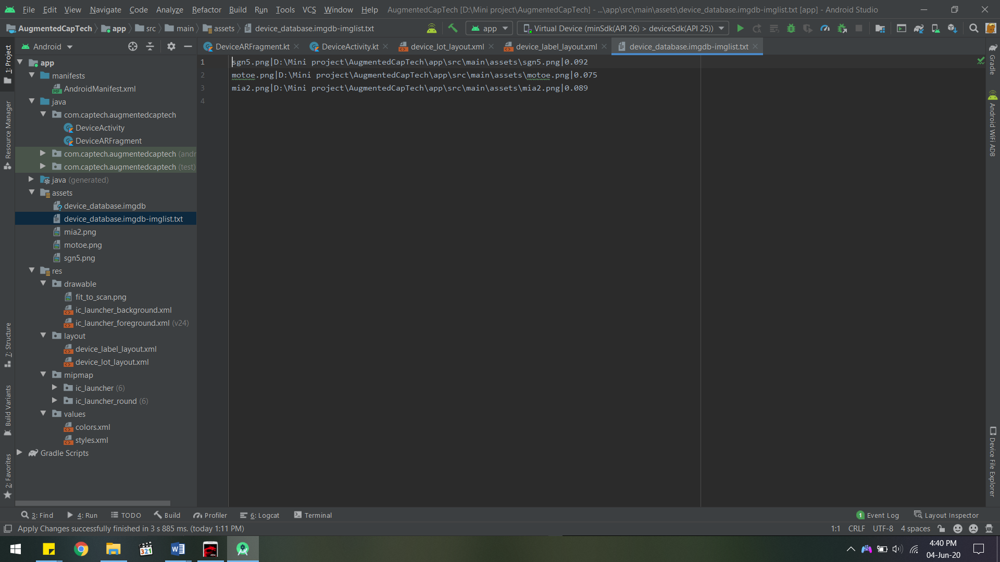 File Edit View Navigate Code Analyze Refactor Build Run Tools VCS Window Help AugmentedCapTech [D:\Mini project\AugmentedCapTech] - ...\app\src\main\assets\device_database.imgdb-imglist.txt [app] - Android Studio
AugmentedCapTech app src main assets device_database.imgdb-imglist.txt app Virtual Device (minSdk(API 26) > deviceSdk(API 25))
Android DeviceARFragment.kt DeviceActivity.kt device_lot_layout.xml device_label_layout.xml device_database.imgdb-imglist.txt
1: Project
Resource Manager
7: Structure
Build Variants
2: Favorites
app
manifests
AndroidManifest.xml
java
com.captech.augmentedcaptech
DeviceActivity
DeviceARFragment
com.captech.augmentedcaptech (andr
com.captech.augmentedcaptech (test)
java (generated)
assets
device_database.imgdb
device_database.imgdb-imglist.txt
mia2.png
motoe.png
sgn5.png
res
drawable
fit_to_scan.png
ic_launcher_background.xml
ic_launcher_foreground.xml (v24)
layout
device_label_layout.xml
device_lot_layout.xml
mipmap
ic_launcher (6)
ic_launcher_round (6)
values
colors.xml
styles.xml
Gradle Scripts
1 sgn5.png|D:\Mini project\AugmentedCapTech\app\src\main\assets\sgn5.png|0.092
2 motoe.png|D:\Mini project\AugmentedCapTech\app\src\main\assets\motoe.png|0.075
3 mia2.png|D:\Mini project\AugmentedCapTech\app\src\main\assets\mia2.png|0.089
4
Gradle
Android WiFi ADB
Device File Explorer
3: Find 4: Run TODO Build Profiler 6: Logcat Terminal 1 Event Log Layout Inspector
Apply Changes successfully finished in 3 s 885 ms. (today 1:11 PM) 1:1 CRLF UTF-8 4 spaces
321 4:40 PM
04-Jun-20